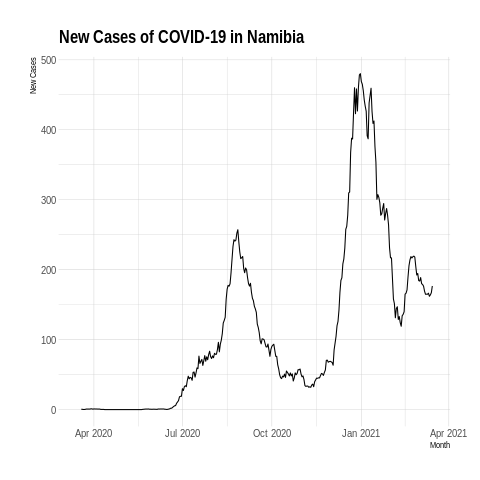 New Cases of COVID-19 in Namibia
New Cases
500
400
300
200
100
0
Apr 2020
Jul 2020
Oct 2020
Jan 2021
Apr 2021
Month